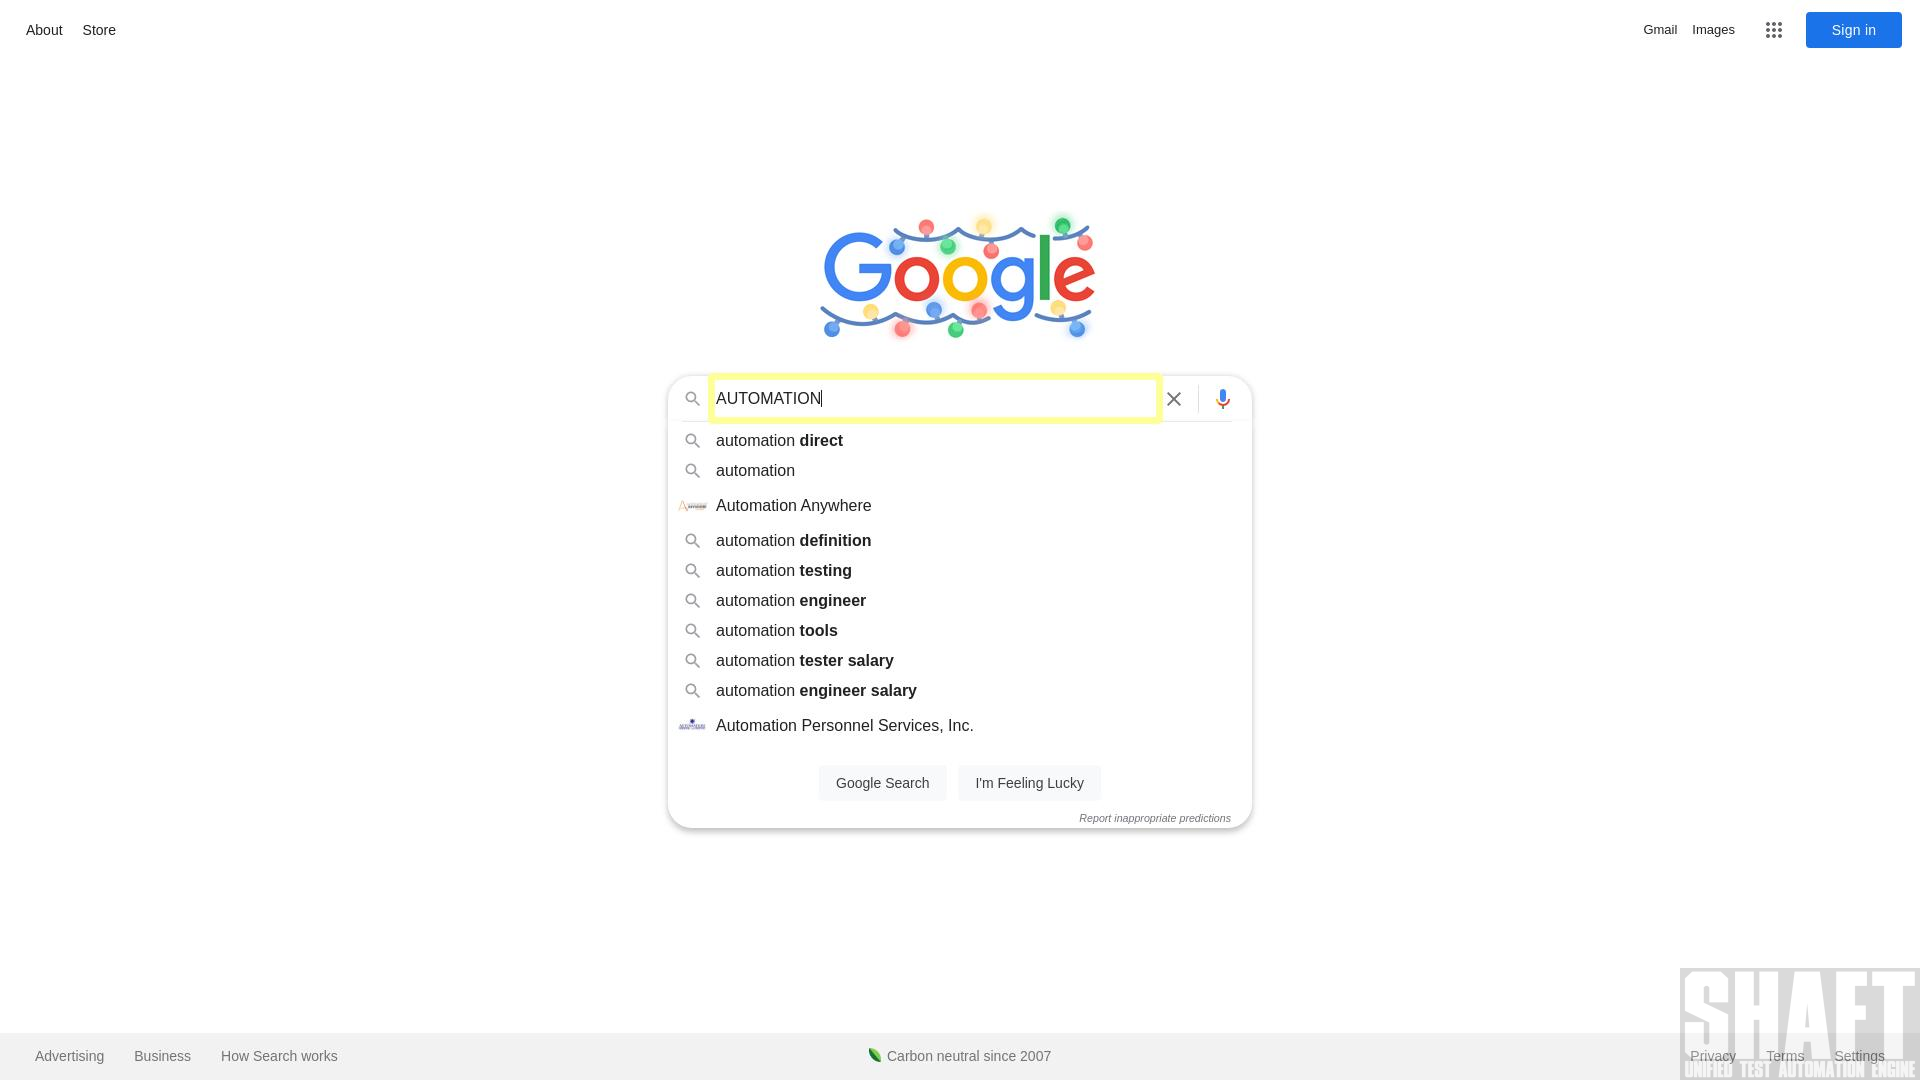 About Store
Gmail Images
Sign in
Google
AUTOMATION
automation direct
automation
Automation Anywhere
automation definition
automation testing
automation engineer
automation tools
automation tester salary
automation engineer salary
Automation Personnel Services, Inc.
Google Search I'm Feeling Lucky
Report inappropriate predictions
SHAFT
Advertising Business How Search works
Carbon neutral since 2007
Privacy Terms Settings
UNIFIED TEST AUTOMATION ENGINE